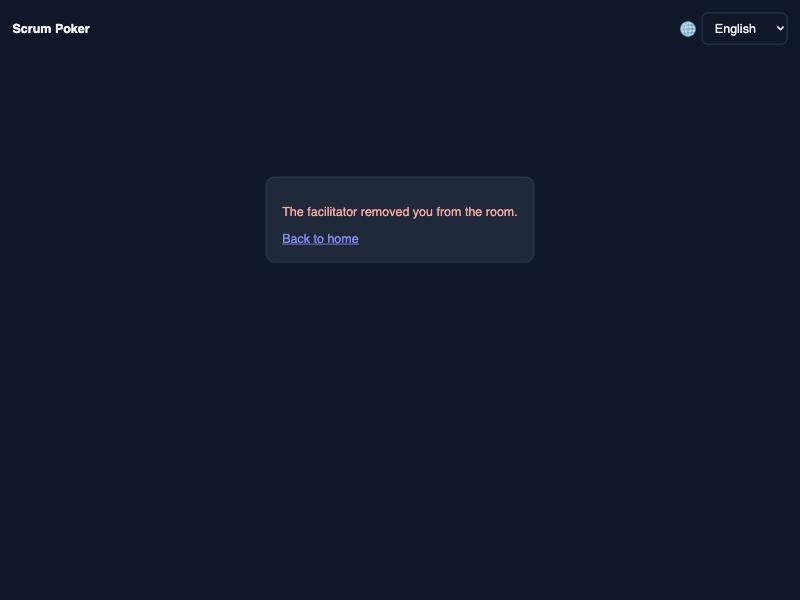 Scrum Poker
English
The facilitator removed you from the room.
Back to home